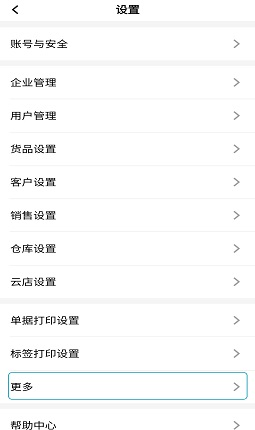 设置
账号与安全
企业管理
用户管理
货品设置
客户设置
销售设置
仓库设置
云店设置
单据打印设置
标签打印设置
更多
帮助中心